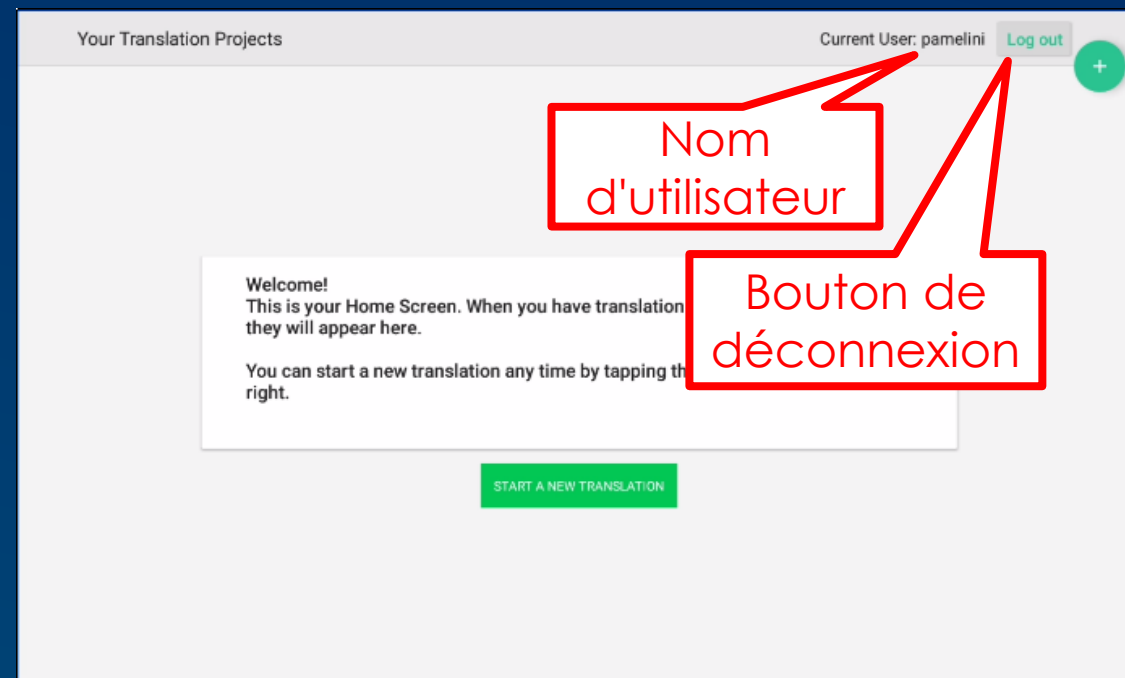 Your Translation Projects
Current User: pamelini
Log out
+
Nom
d'utilisateur
Bouton de
déconnexion
Welcome!
This is your Home Screen. When you have translation
they will appear here.
You can start a new translation any time by tapping th
right.
START A NEW TRANSLATION